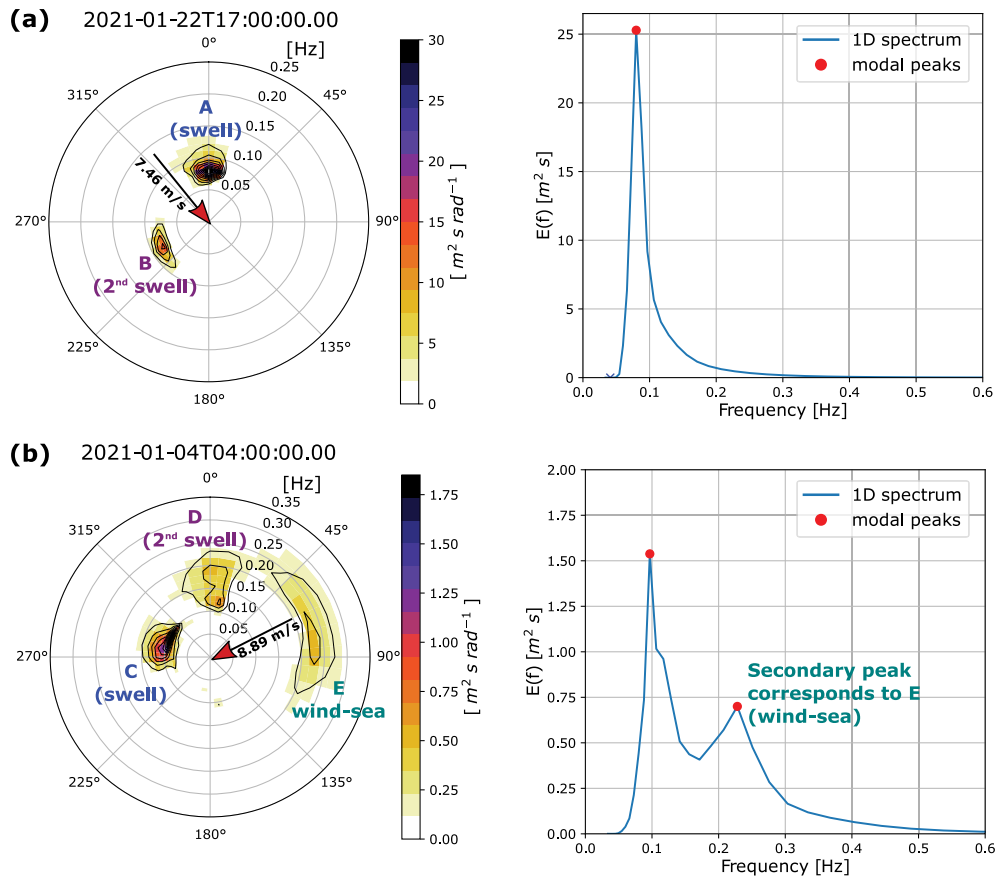 (a) 2021-01-22T17:00:00.00
0°
[Hz]
0.25
0.20
0.15
0.10
0.05
45°
90°
135°
180°
225°
270°
315°
A
(swell)
7.46 m/s
B
(2nd swell)
30
25
20
15
10
5
0
[ m² s rad⁻¹ ]
1D spectrum
modal peaks
25
20
15
10
5
0
E(f) [m² s]
0.0 0.1 0.2 0.3 0.4 0.5 0.6
Frequency [Hz]
(b) 2021-01-04T04:00:00.00
0°
[Hz]
0.35
0.30
0.25
0.20
0.15
0.10
0.05
45°
90°
135°
180°
225°
270°
315°
D
(2nd swell)
8.89 m/s
C
(swell)
E
wind-sea
1.75
1.50
1.25
1.00
0.75
0.50
0.25
0.00
[ m² s rad⁻¹ ]
1D spectrum
modal peaks
Secondary peak
corresponds to E
(wind-sea)
2.00
1.75
1.50
1.25
1.00
0.75
0.50
0.25
0.00
E(f) [m² s]
0.0 0.1 0.2 0.3 0.4 0.5 0.6
Frequency [Hz]